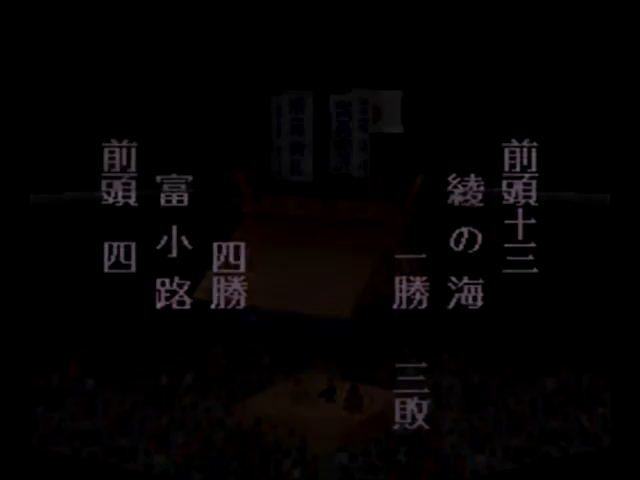 前頭十三
綾の海
一勝 三敗
前頭 四
富小路
四勝